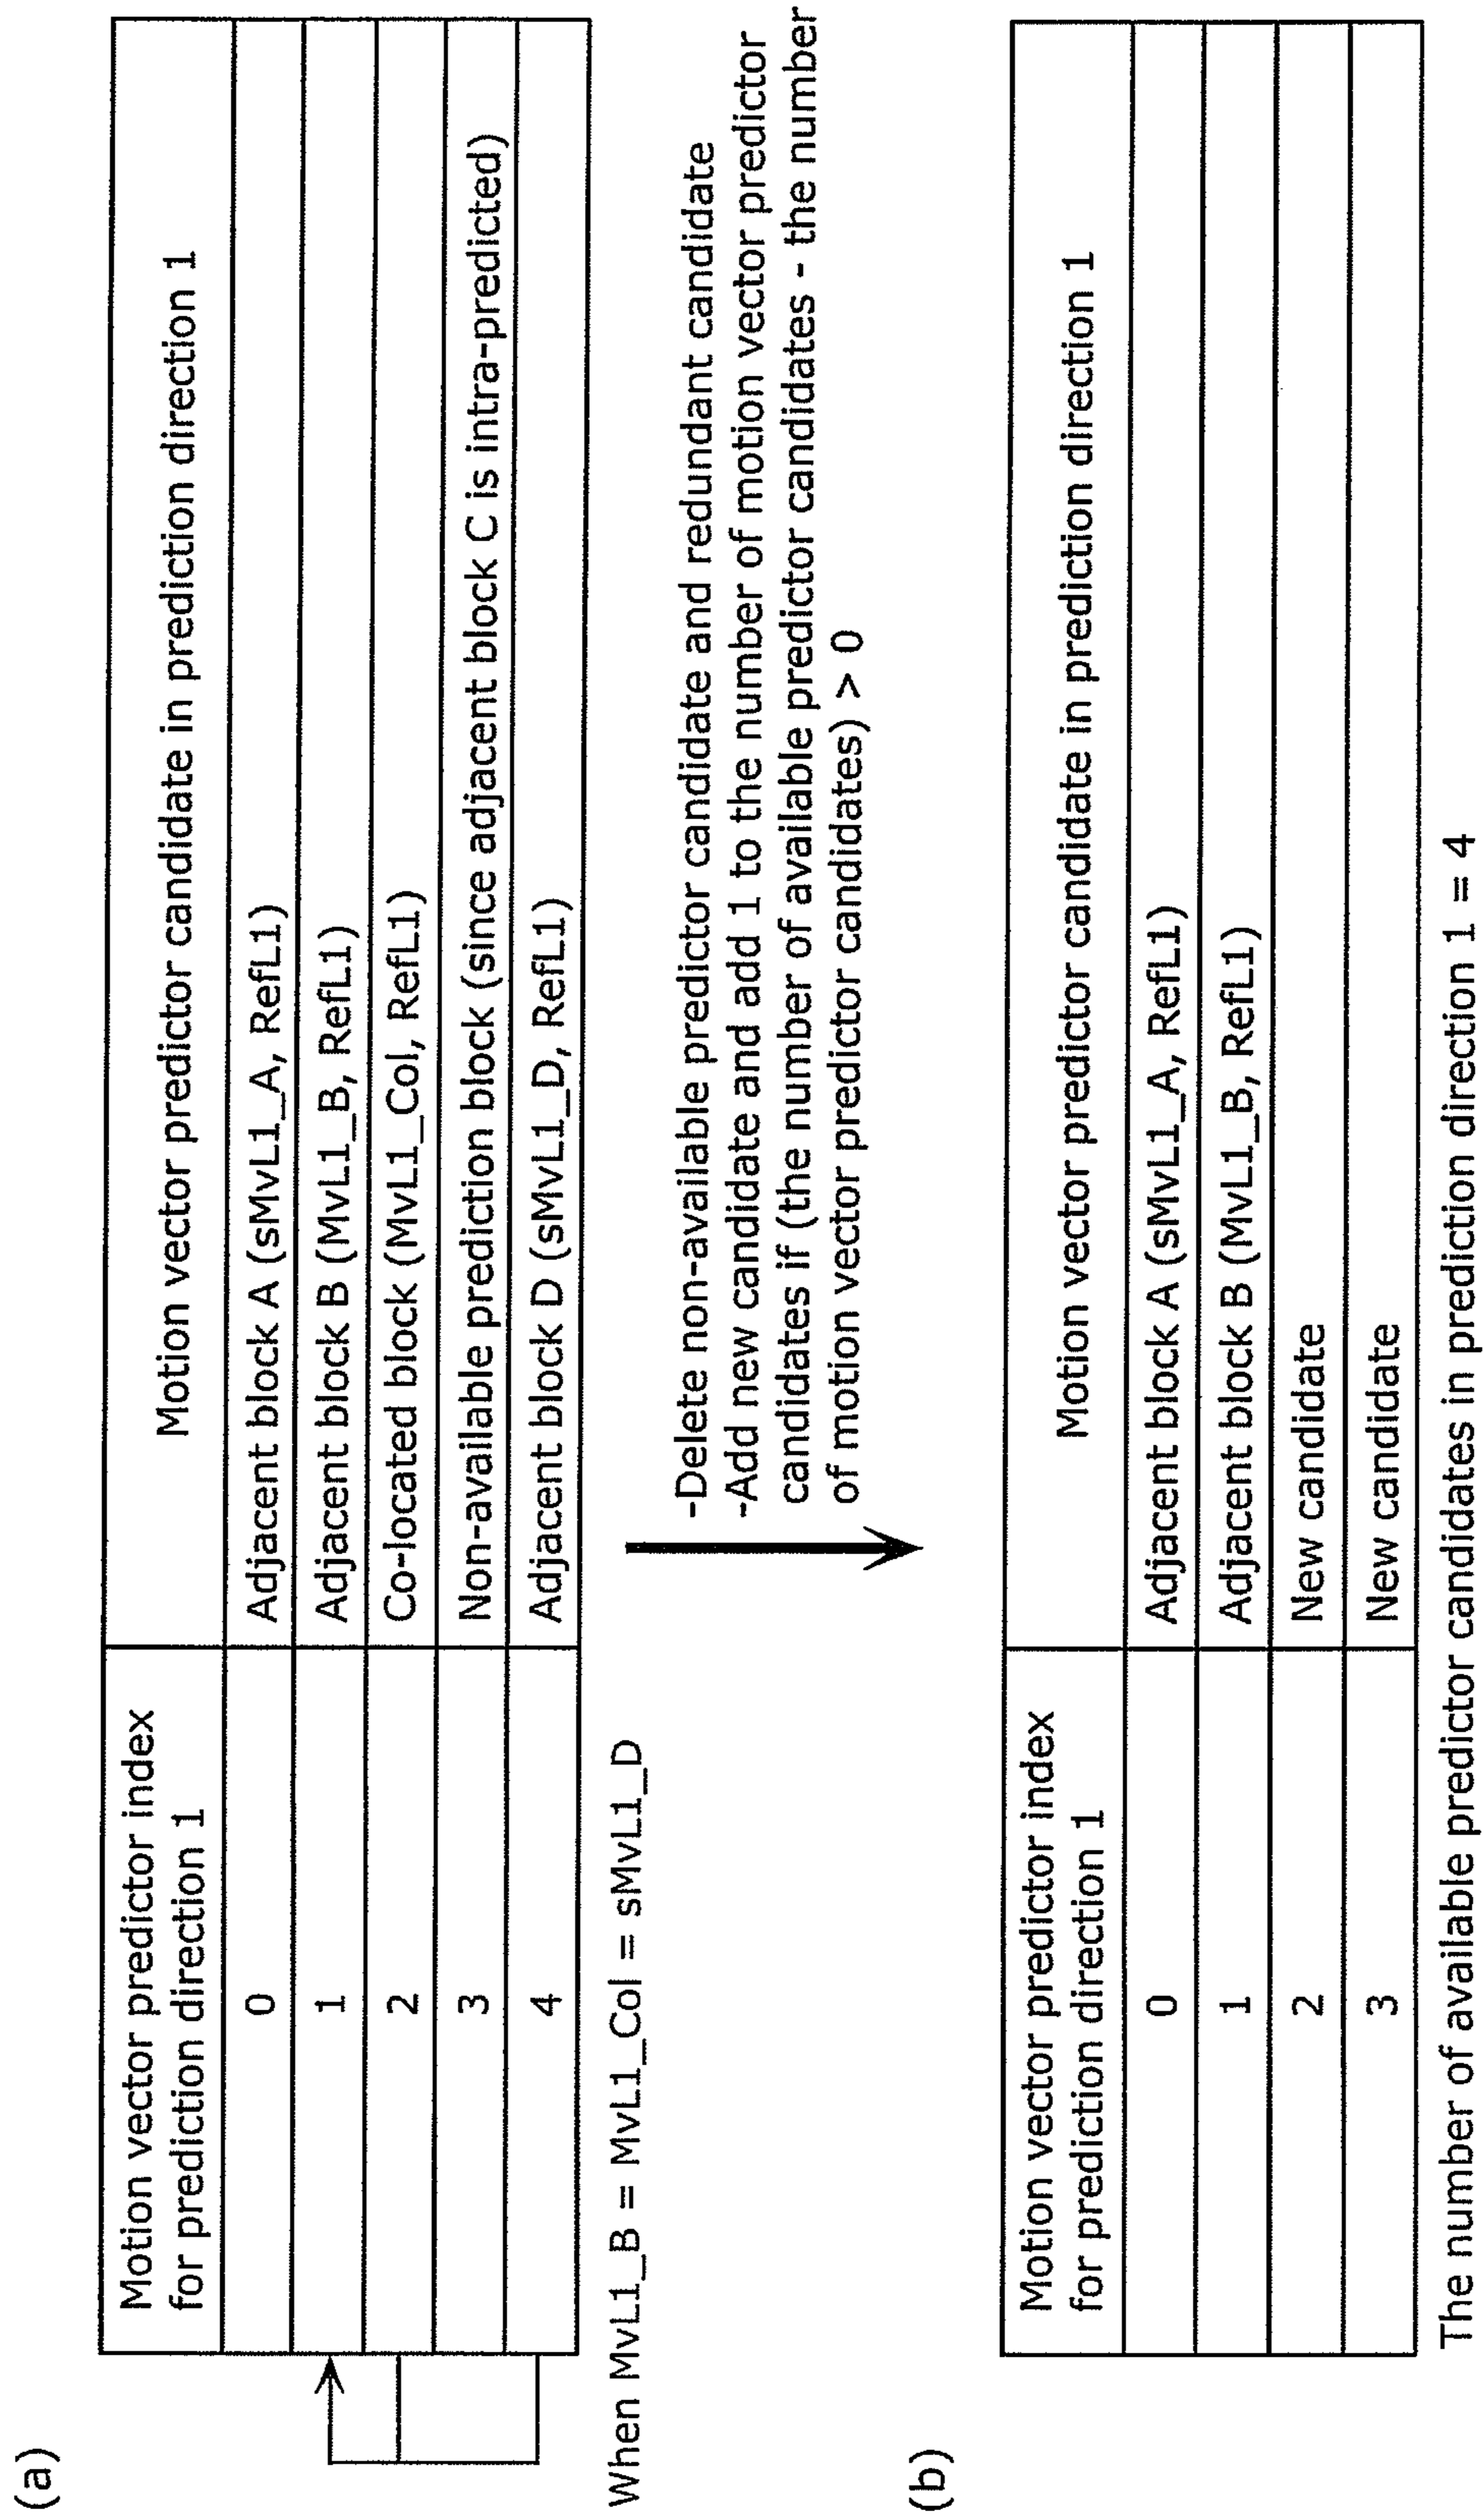 (a)
Motion vector predictor index
for prediction direction 1
Motion vector predictor candidate in prediction direction 1
0
Adjacent block A (sMvL1_A, RefL1)
1
Adjacent block B (MvL1_B, RefL1)
2
Co-located block (MvL1_Col, RefL1)
3
Non-available prediction block (since adjacent block C is intra-predicted)
4
Adjacent block D (sMvL1_D, RefL1)
When MvL1_B = MvL1_Col = sMvL1_D
-Delete non-available predictor candidate and redundant candidate
-Add new candidate and add 1 to the number of motion vector predictor
candidates if (the number of available predictor candidates - the number
of motion vector predictor candidates) > 0
(b)
Motion vector predictor index
for prediction direction 1
Motion vector predictor candidate in prediction direction 1
0
Adjacent block A (sMvL1_A, RefL1)
1
Adjacent block B (MvL1_B, RefL1)
2
New candidate
3
New candidate
The number of available predictor candidates in prediction direction 1 = 4